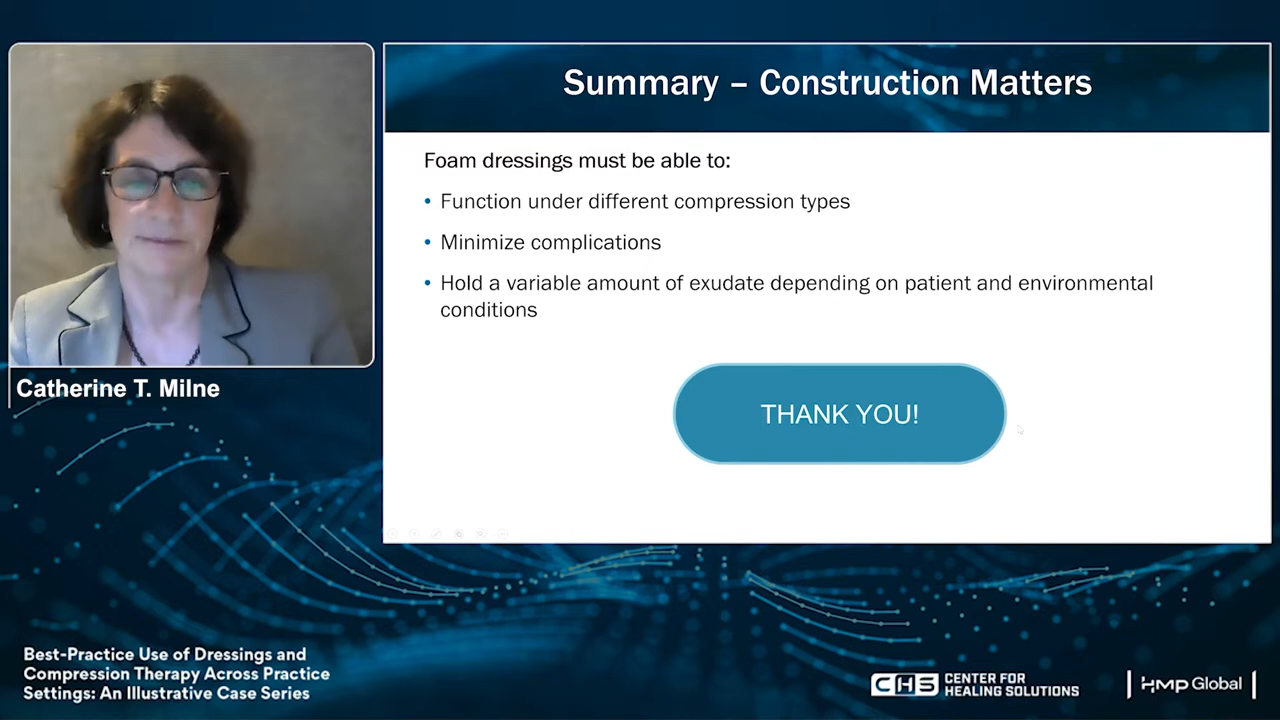 Summary – Construction Matters
Foam dressings must be able to:
• Function under different compression types
• Minimize complications
• Hold a variable amount of exudate depending on patient and environmental
conditions
THANK YOU!
Catherine T. Milne
Best-Practice Use of Dressings and
Compression Therapy Across Practice
Settings: An Illustrative Case Series
CHS CENTER FOR
HEALING SOLUTIONS
HMP Global